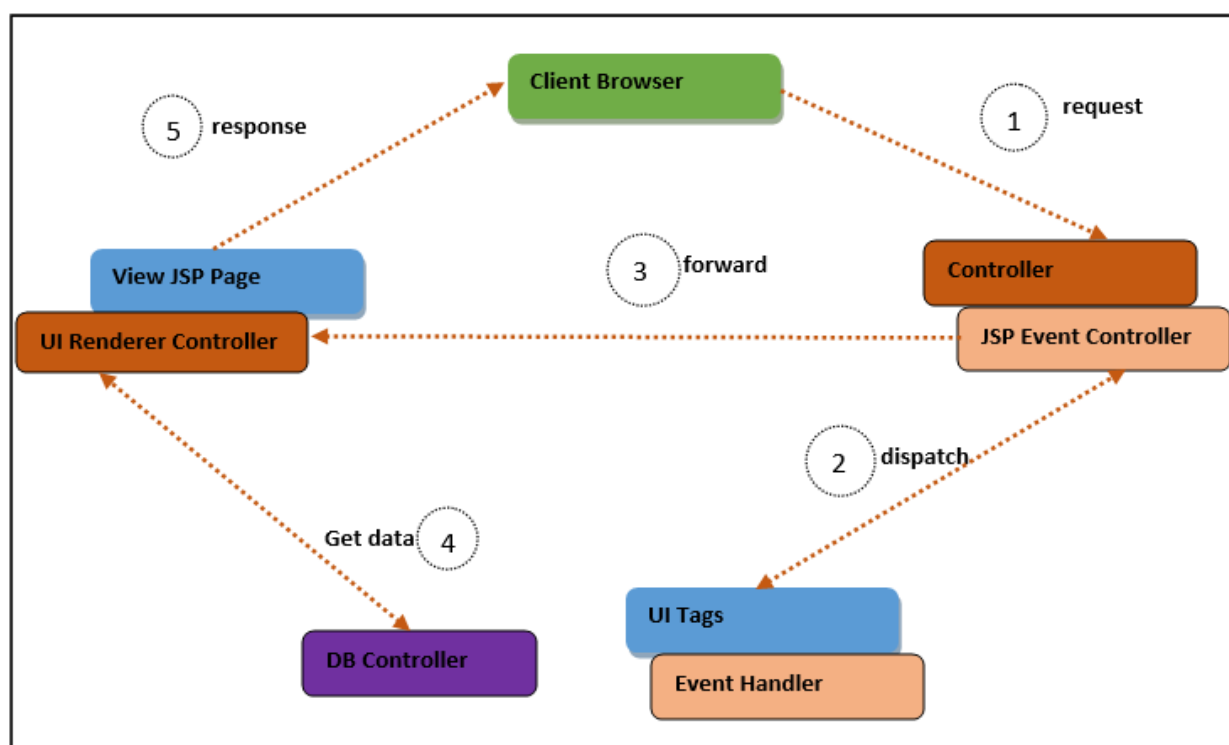 Client Browser
1
request
5
response
3
forward
View JSP Page
Controller
UI Renderer Controller
JSP Event Controller
2
dispatch
Get data
4
UI Tags
DB Controller
Event Handler